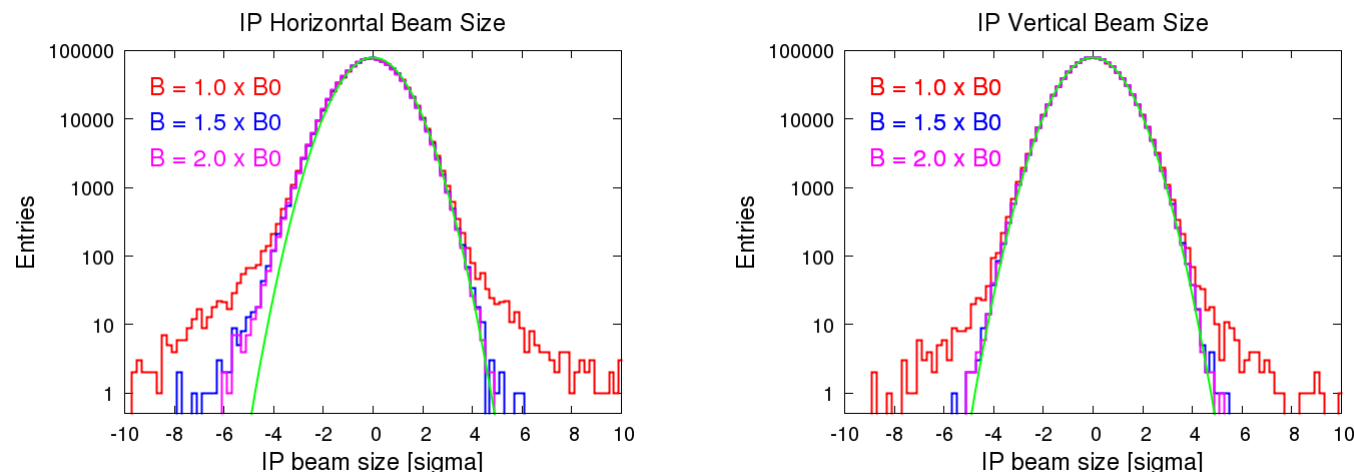 IP Horizonrtal Beam Size
100000
10000
1000
100
10
1
Entries
B = 1.0 x B0
B = 1.5 x B0
B = 2.0 x B0
-10 -8 -6 -4 -2 0 2 4 6 8 10
IP beam size [sigma]
IP Vertical Beam Size
100000
10000
1000
100
10
1
Entries
B = 1.0 x B0
B = 1.5 x B0
B = 2.0 x B0
-10 -8 -6 -4 -2 0 2 4 6 8 10
IP beam size [sigma]